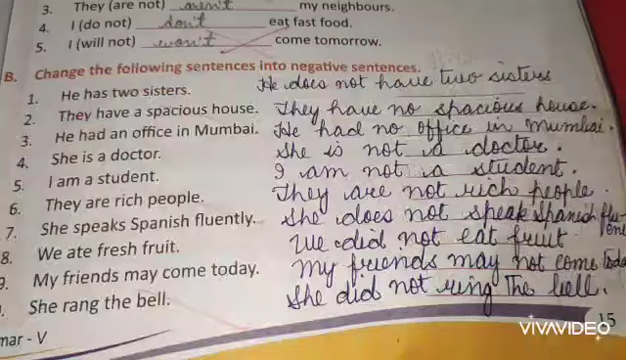 3. They (are not) aren't my neighbours.
4. I (do not) don't eat fast food.
5. I (will not) won't come tomorrow.
B. Change the following sentences into negative sentences.
1. He has two sisters. He does not have two sisters
2. They have a spacious house. They have no spacious house.
3. He had an office in Mumbai. He had no office in Mumbai.
4. She is a doctor. She is not a doctor.
5. I am a student. I am not a student.
6. They are rich people. They are not rich people.
7. She speaks Spanish fluently. She does not speak Spanish
8. We ate fresh fruit. We did not eat fruit
9. My friends may come today. My friends may not come toda
She rang the bell. She did not ring the bell.
mar - V
15
VIVAVIDEO